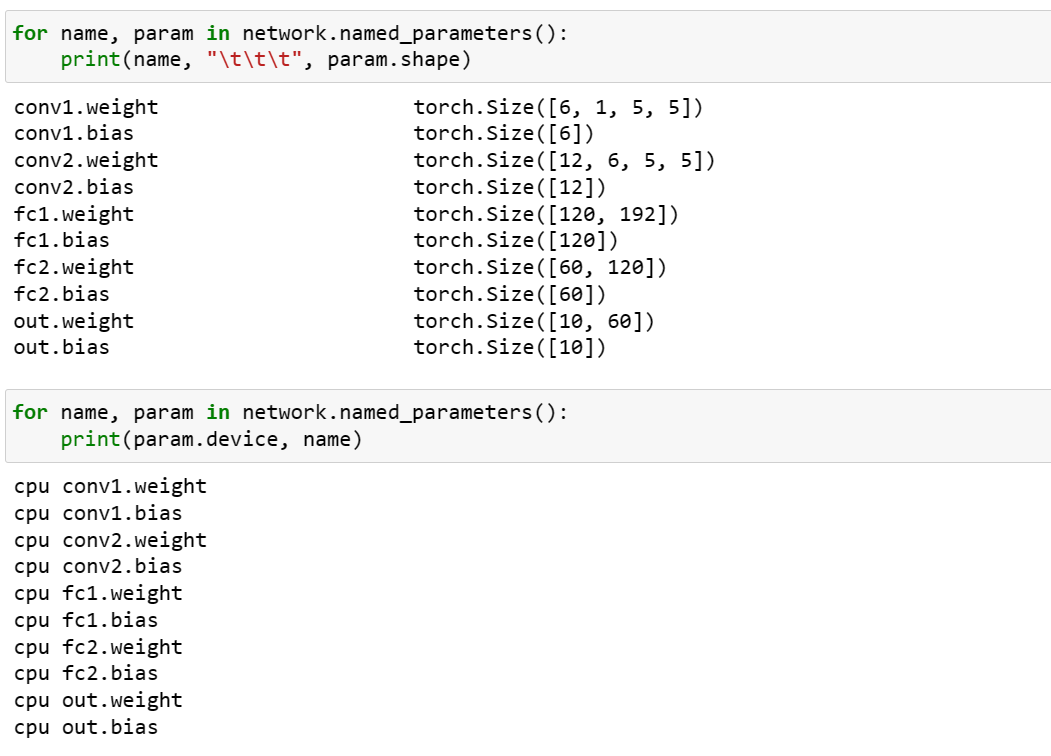 for name, param in network.named_parameters():
    print(name, "\t\t\t", param.shape)
conv1.weight                     torch.Size([6, 1, 5, 5])
conv1.bias                       torch.Size([6])
conv2.weight                     torch.Size([12, 6, 5, 5])
conv2.bias                       torch.Size([12])
fc1.weight                       torch.Size([120, 192])
fc1.bias                         torch.Size([120])
fc2.weight                       torch.Size([60, 120])
fc2.bias                         torch.Size([60])
out.weight                       torch.Size([10, 60])
out.bias                         torch.Size([10])
for name, param in network.named_parameters():
    print(param.device, name)
cpu conv1.weight
cpu conv1.bias
cpu conv2.weight
cpu conv2.bias
cpu fc1.weight
cpu fc1.bias
cpu fc2.weight
cpu fc2.bias
cpu out.weight
cpu out.bias